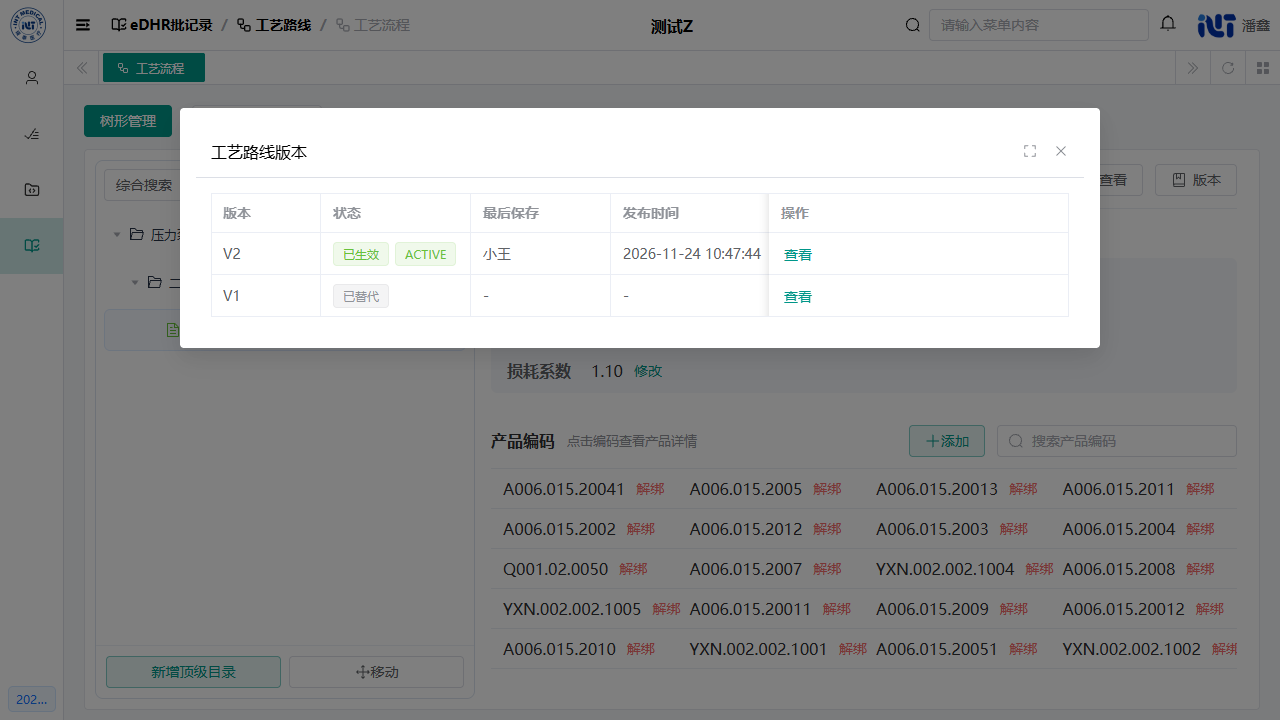 eDHR批记录 / 工艺路线 / 工艺流程
测试Z
请输入菜单内容
潘鑫
工艺流程
树形管理
综合搜索
查看
版本
压力
二
工艺路线版本
版本 状态 最后保存 发布时间 操作
V2 已生效 ACTIVE 小王 2026-11-24 10:47:44 查看
V1 已替代 - - 查看
损耗系数 1.10 修改
产品编码 点击编码查看产品详情 添加 搜索产品编码
A006.015.20041 解绑 A006.015.2005 解绑 A006.015.20013 解绑 A006.015.2011 解绑
A006.015.2002 解绑 A006.015.2012 解绑 A006.015.2003 解绑 A006.015.2004 解绑
Q001.02.0050 解绑 A006.015.2007 解绑 YXN.002.002.1004 解绑 A006.015.2008 解绑
YXN.002.002.1005 解绑 A006.015.20011 解绑 A006.015.2009 解绑 A006.015.20012 解绑
A006.015.2010 解绑 YXN.002.002.1001 解绑 A006.015.20051 解绑 YXN.002.002.1002 解绑
新增顶级目录 移动
202...